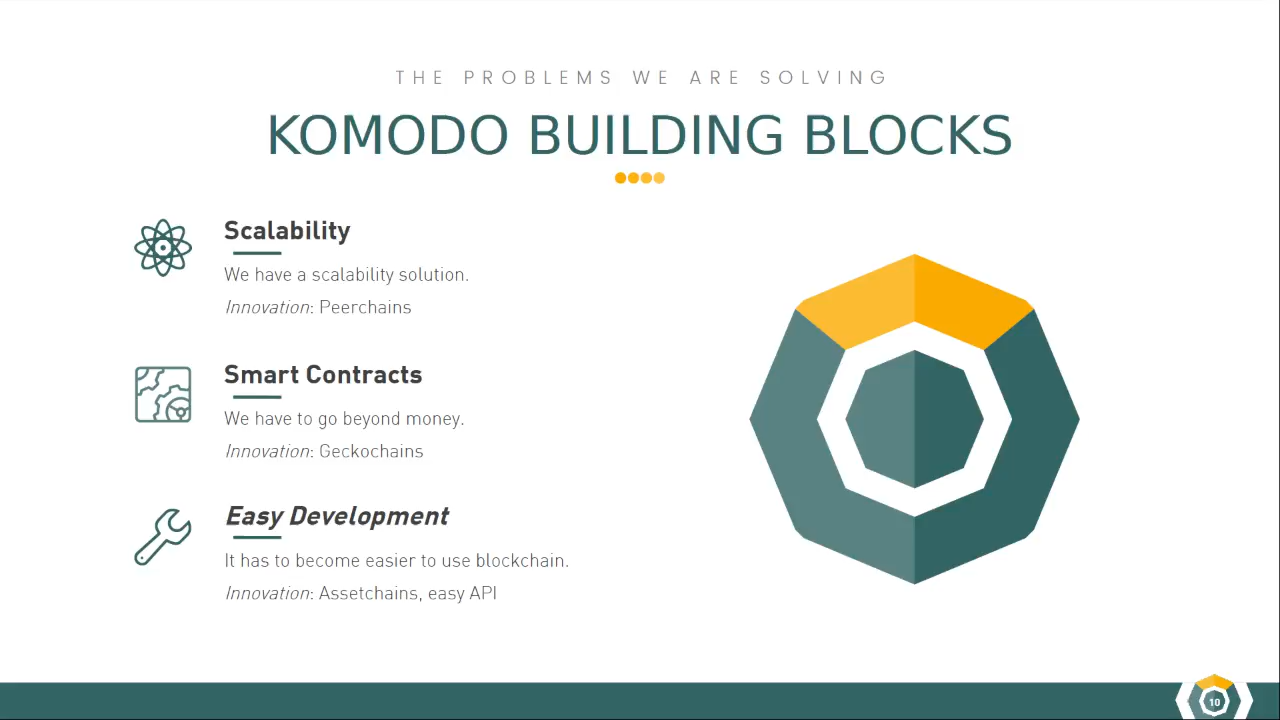 THE PROBLEMS WE ARE SOLVING
KOMODO BUILDING BLOCKS
Scalability
We have a scalability solution.
Innovation: Peerchains
Smart Contracts
We have to go beyond money.
Innovation: Geckochains
Easy Development
It has to become easier to use blockchain.
Innovation: Assetchains, easy API
10